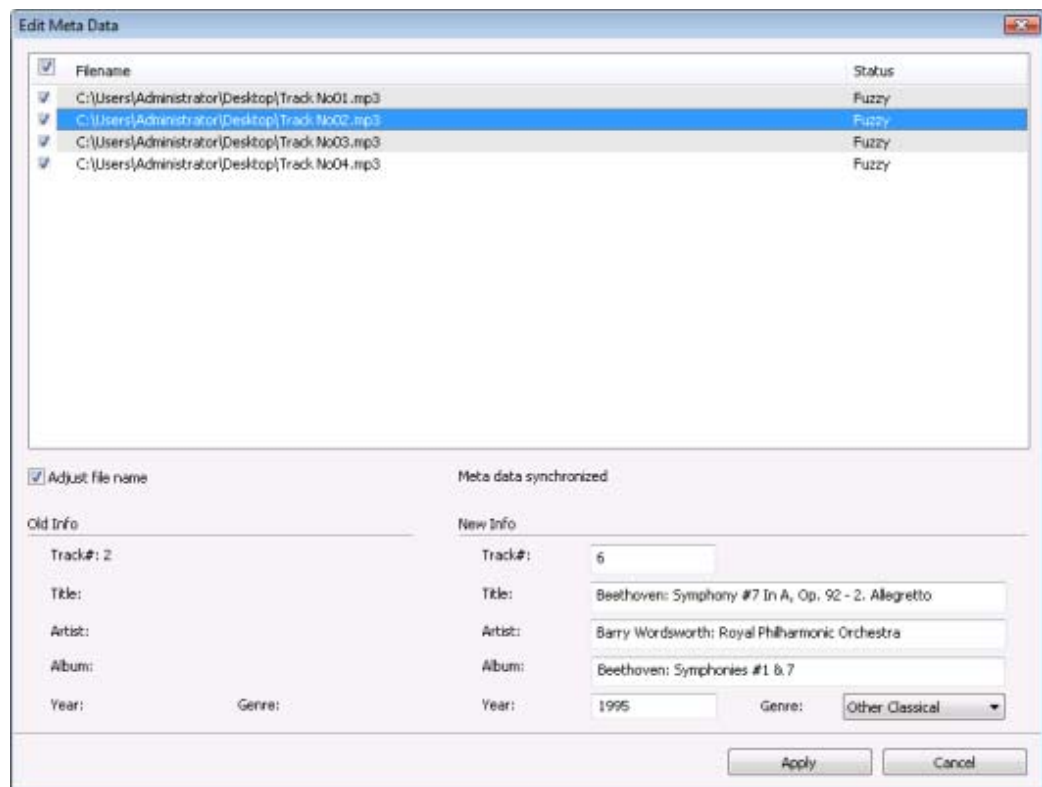 Edit Meta Data
Filename Status
C:\Users\Administrator\Desktop\Track No01.mp3 Fuzzy
C:\Users\Administrator\Desktop\Track No02.mp3 Fuzzy
C:\Users\Administrator\Desktop\Track No03.mp3 Fuzzy
C:\Users\Administrator\Desktop\Track No04.mp3 Fuzzy
Adjust file name Meta data synchronized
Old Info New Info
Track#: 2 Track#: 6
Title: Title: Beethoven: Symphony #7 In A, Op. 92 - 2. Allegretto
Artist: Artist: Barry Wordsworth: Royal Philharmonic Orchestra
Album: Album: Beethoven: Symphonies #1 & 7
Year: Genre: Year: 1995 Genre: Other Classical
Apply Cancel